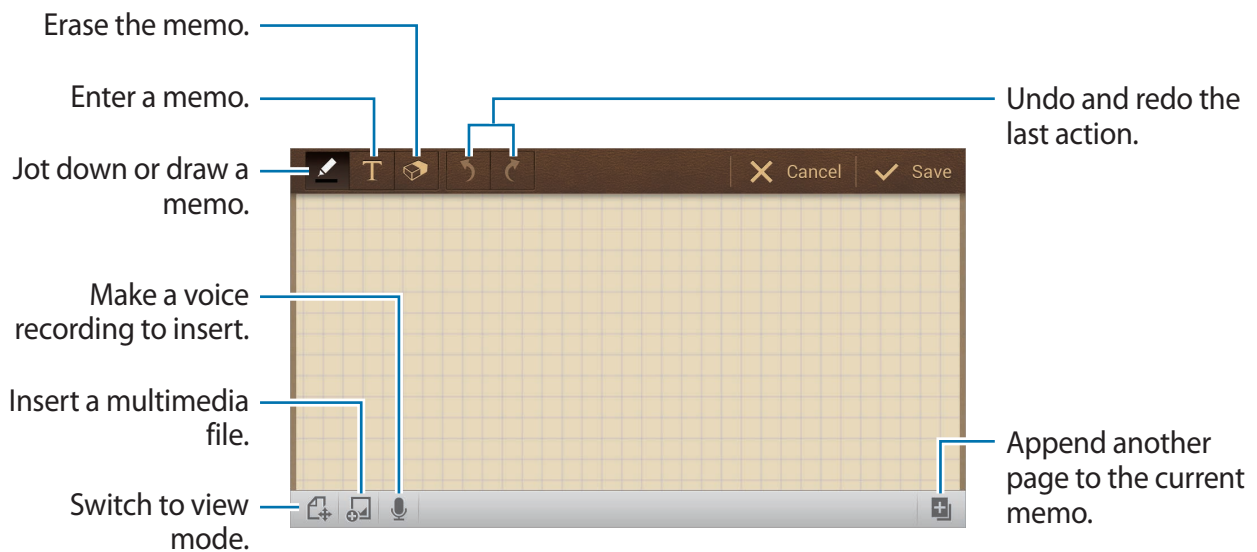 Erase the memo.
Enter a memo.
Jot down or draw a
memo.
Make a voice
recording to insert.
Insert a multimedia
file.
Switch to view
mode.
T
Cancel
Save
Undo and redo the
last action.
Append another
page to the current
memo.